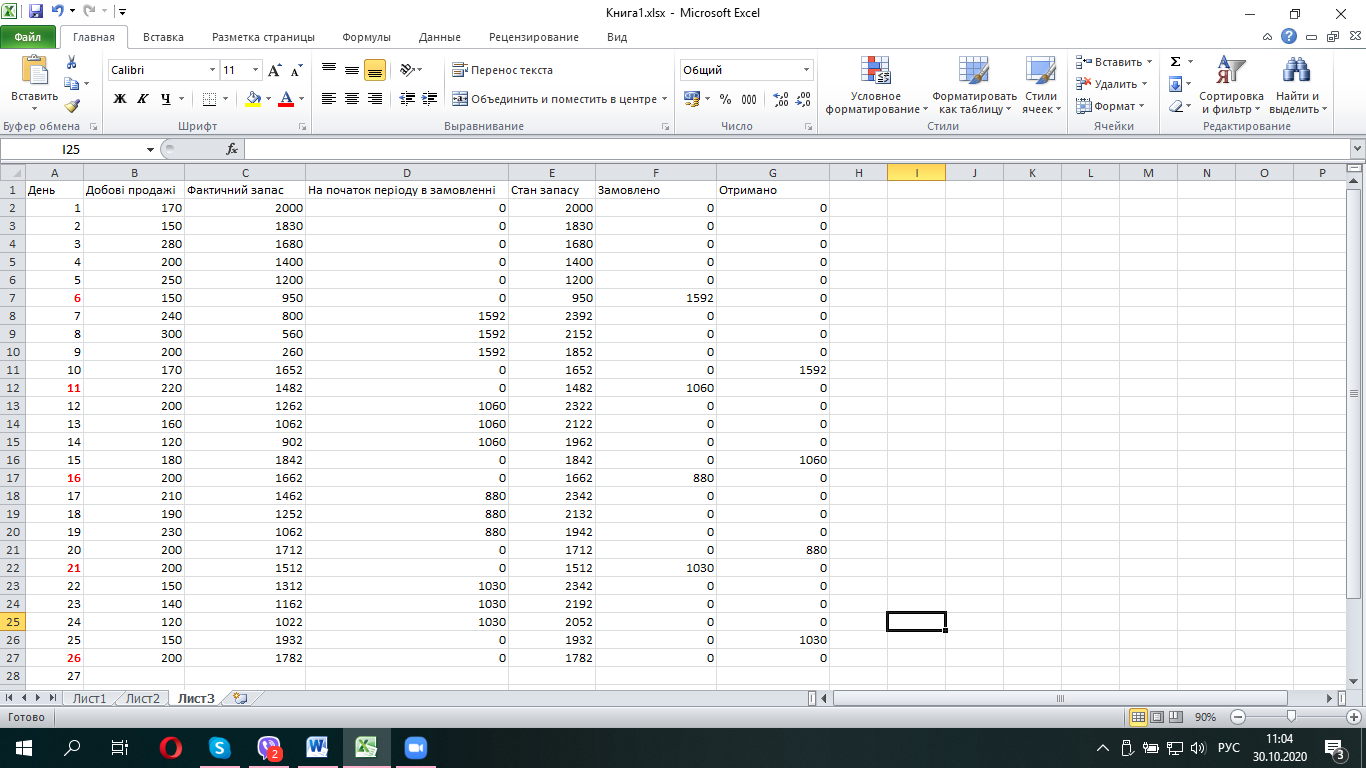 Книга1.xlsx - Microsoft Excel
Файл Главная Вставка Разметка страницы Формулы Данные Рецензирование Вид
Calibri 11 Перенос текста Общий Вставить Σ
Вставить Условное Форматировать Стили Удалить Сортировка Найти и
Ж К Ч А Объединить и поместить в центре % 000 форматирование как таблицу ячеек Формат и фильтр выделить
Буфер обмена Шрифт Выравнивание Число Стили Ячейки Редактирование
I25 fx
A B C D E F G H I J K L M N O P
1 День Добові продажі Фактичний запас На початок періоду в замовленні Стан запасу Замовлено Отримано
2 1 170 2000 0 2000 0 0
3 2 150 1830 0 1830 0 0
4 3 280 1680 0 1680 0 0
5 4 200 1400 0 1400 0 0
6 5 250 1200 0 1200 0 0
7 6 150 950 0 950 1592 0
8 7 240 800 1592 2392 0 0
9 8 300 560 1592 2152 0 0
10 9 200 260 1592 1852 0 0
11 10 170 1652 0 1652 0 1592
12 11 220 1482 0 1482 1060 0
13 12 200 1262 1060 2322 0 0
14 13 160 1062 1060 2122 0 0
15 14 120 902 1060 1962 0 0
16 15 180 1842 0 1842 0 1060
17 16 200 1662 0 1662 880 0
18 17 210 1462 880 2342 0 0
19 18 190 1252 880 2132 0 0
20 19 230 1062 880 1942 0 0
21 20 200 1712 0 1712 0 880
22 21 200 1512 0 1512 1030 0
23 22 150 1312 1030 2342 0 0
24 23 140 1162 1030 2192 0 0
25 24 120 1022 1030 2052 0 0
26 25 150 1932 0 1932 0 1030
27 26 200 1782 0 1782 0 0
28 27
Лист1 Лист2 Лист3
Готово 90%
2 РУС 11:04
30.10.2020 3